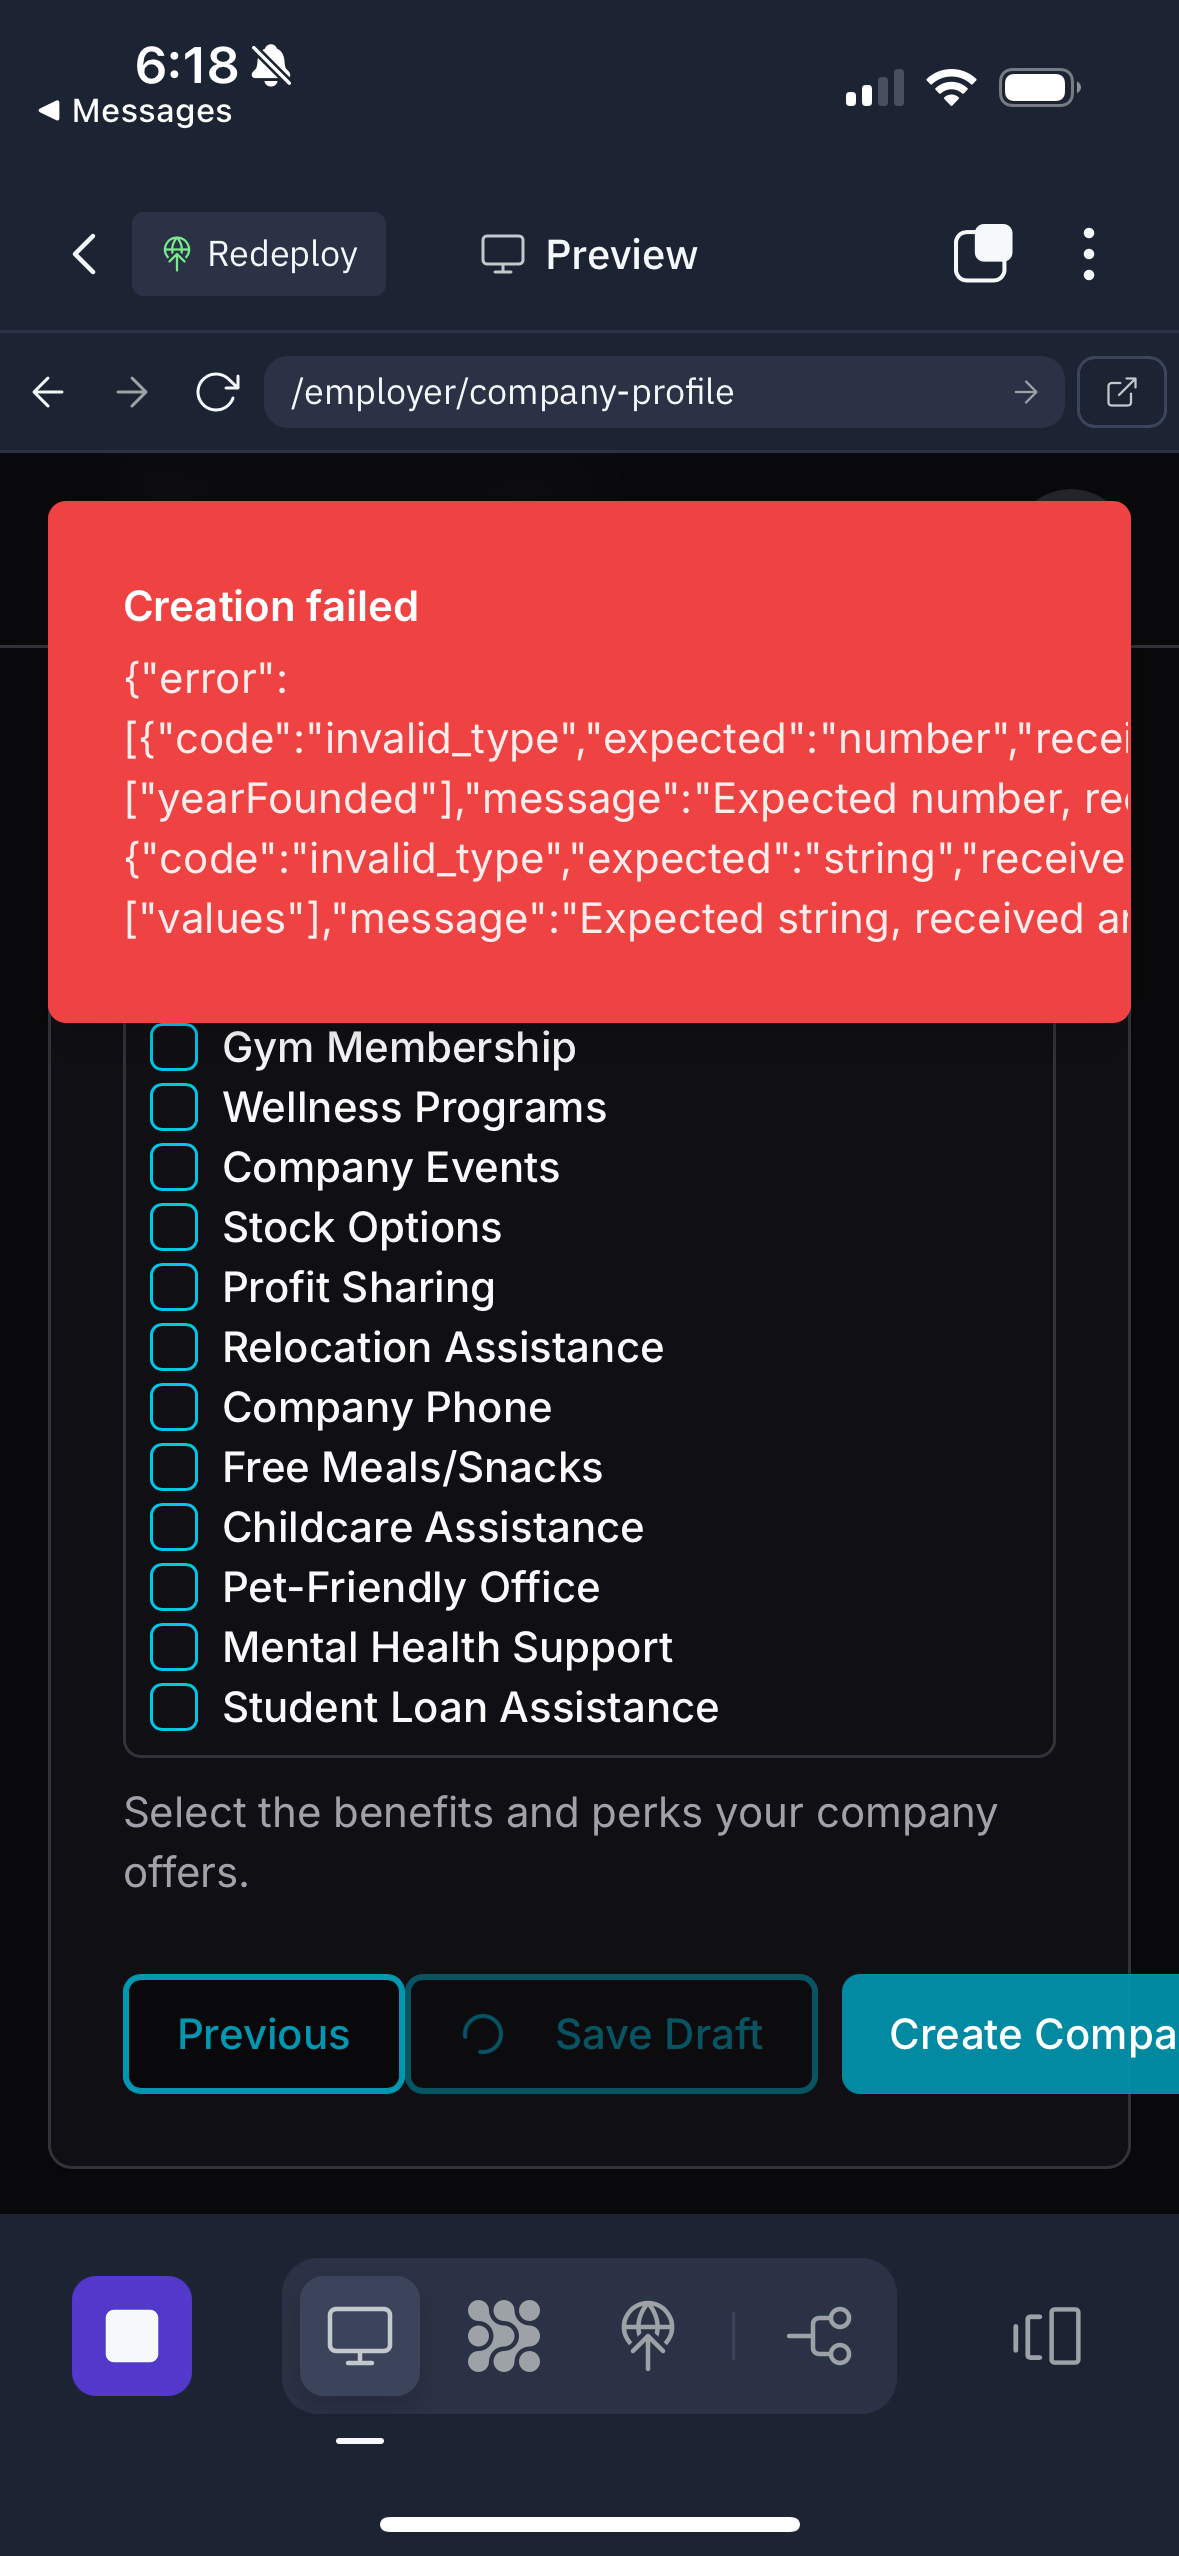 6:18
Messages
Redeploy
Preview
/employer/company-profile
Creation failed
{"error":
[{"code":"invalid_type","expected":"number","recei
["yearFounded"],"message":"Expected number, rec
{"code":"invalid_type","expected":"string","receive
["values"],"message":"Expected string, received ar
Gym Membership
Wellness Programs
Company Events
Stock Options
Profit Sharing
Relocation Assistance
Company Phone
Free Meals/Snacks
Childcare Assistance
Pet-Friendly Office
Mental Health Support
Student Loan Assistance
Select the benefits and perks your company
offers.
Previous
Save Draft
Create Compa